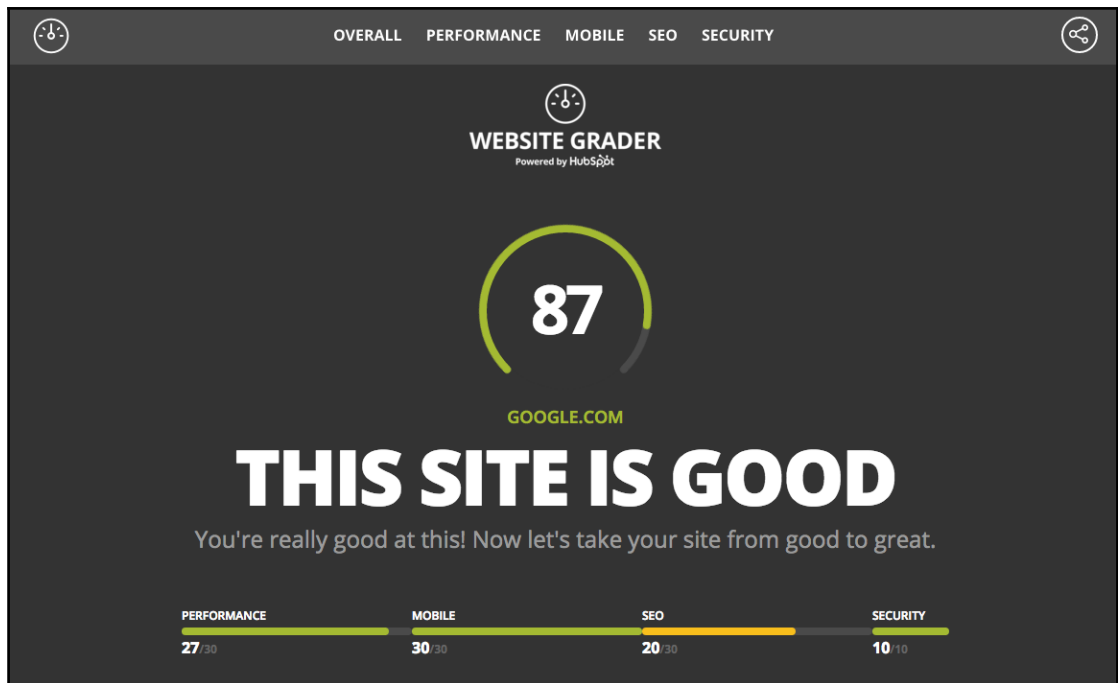 OVERALL PERFORMANCE MOBILE SEO SECURITY
WEBSITE GRADER
Powered by HubSpot
87
GOOGLE.COM
THIS SITE IS GOOD
You're really good at this! Now let's take your site from good to great.
PERFORMANCE MOBILE SEO SECURITY
27/30 30/30 20/30 10/10